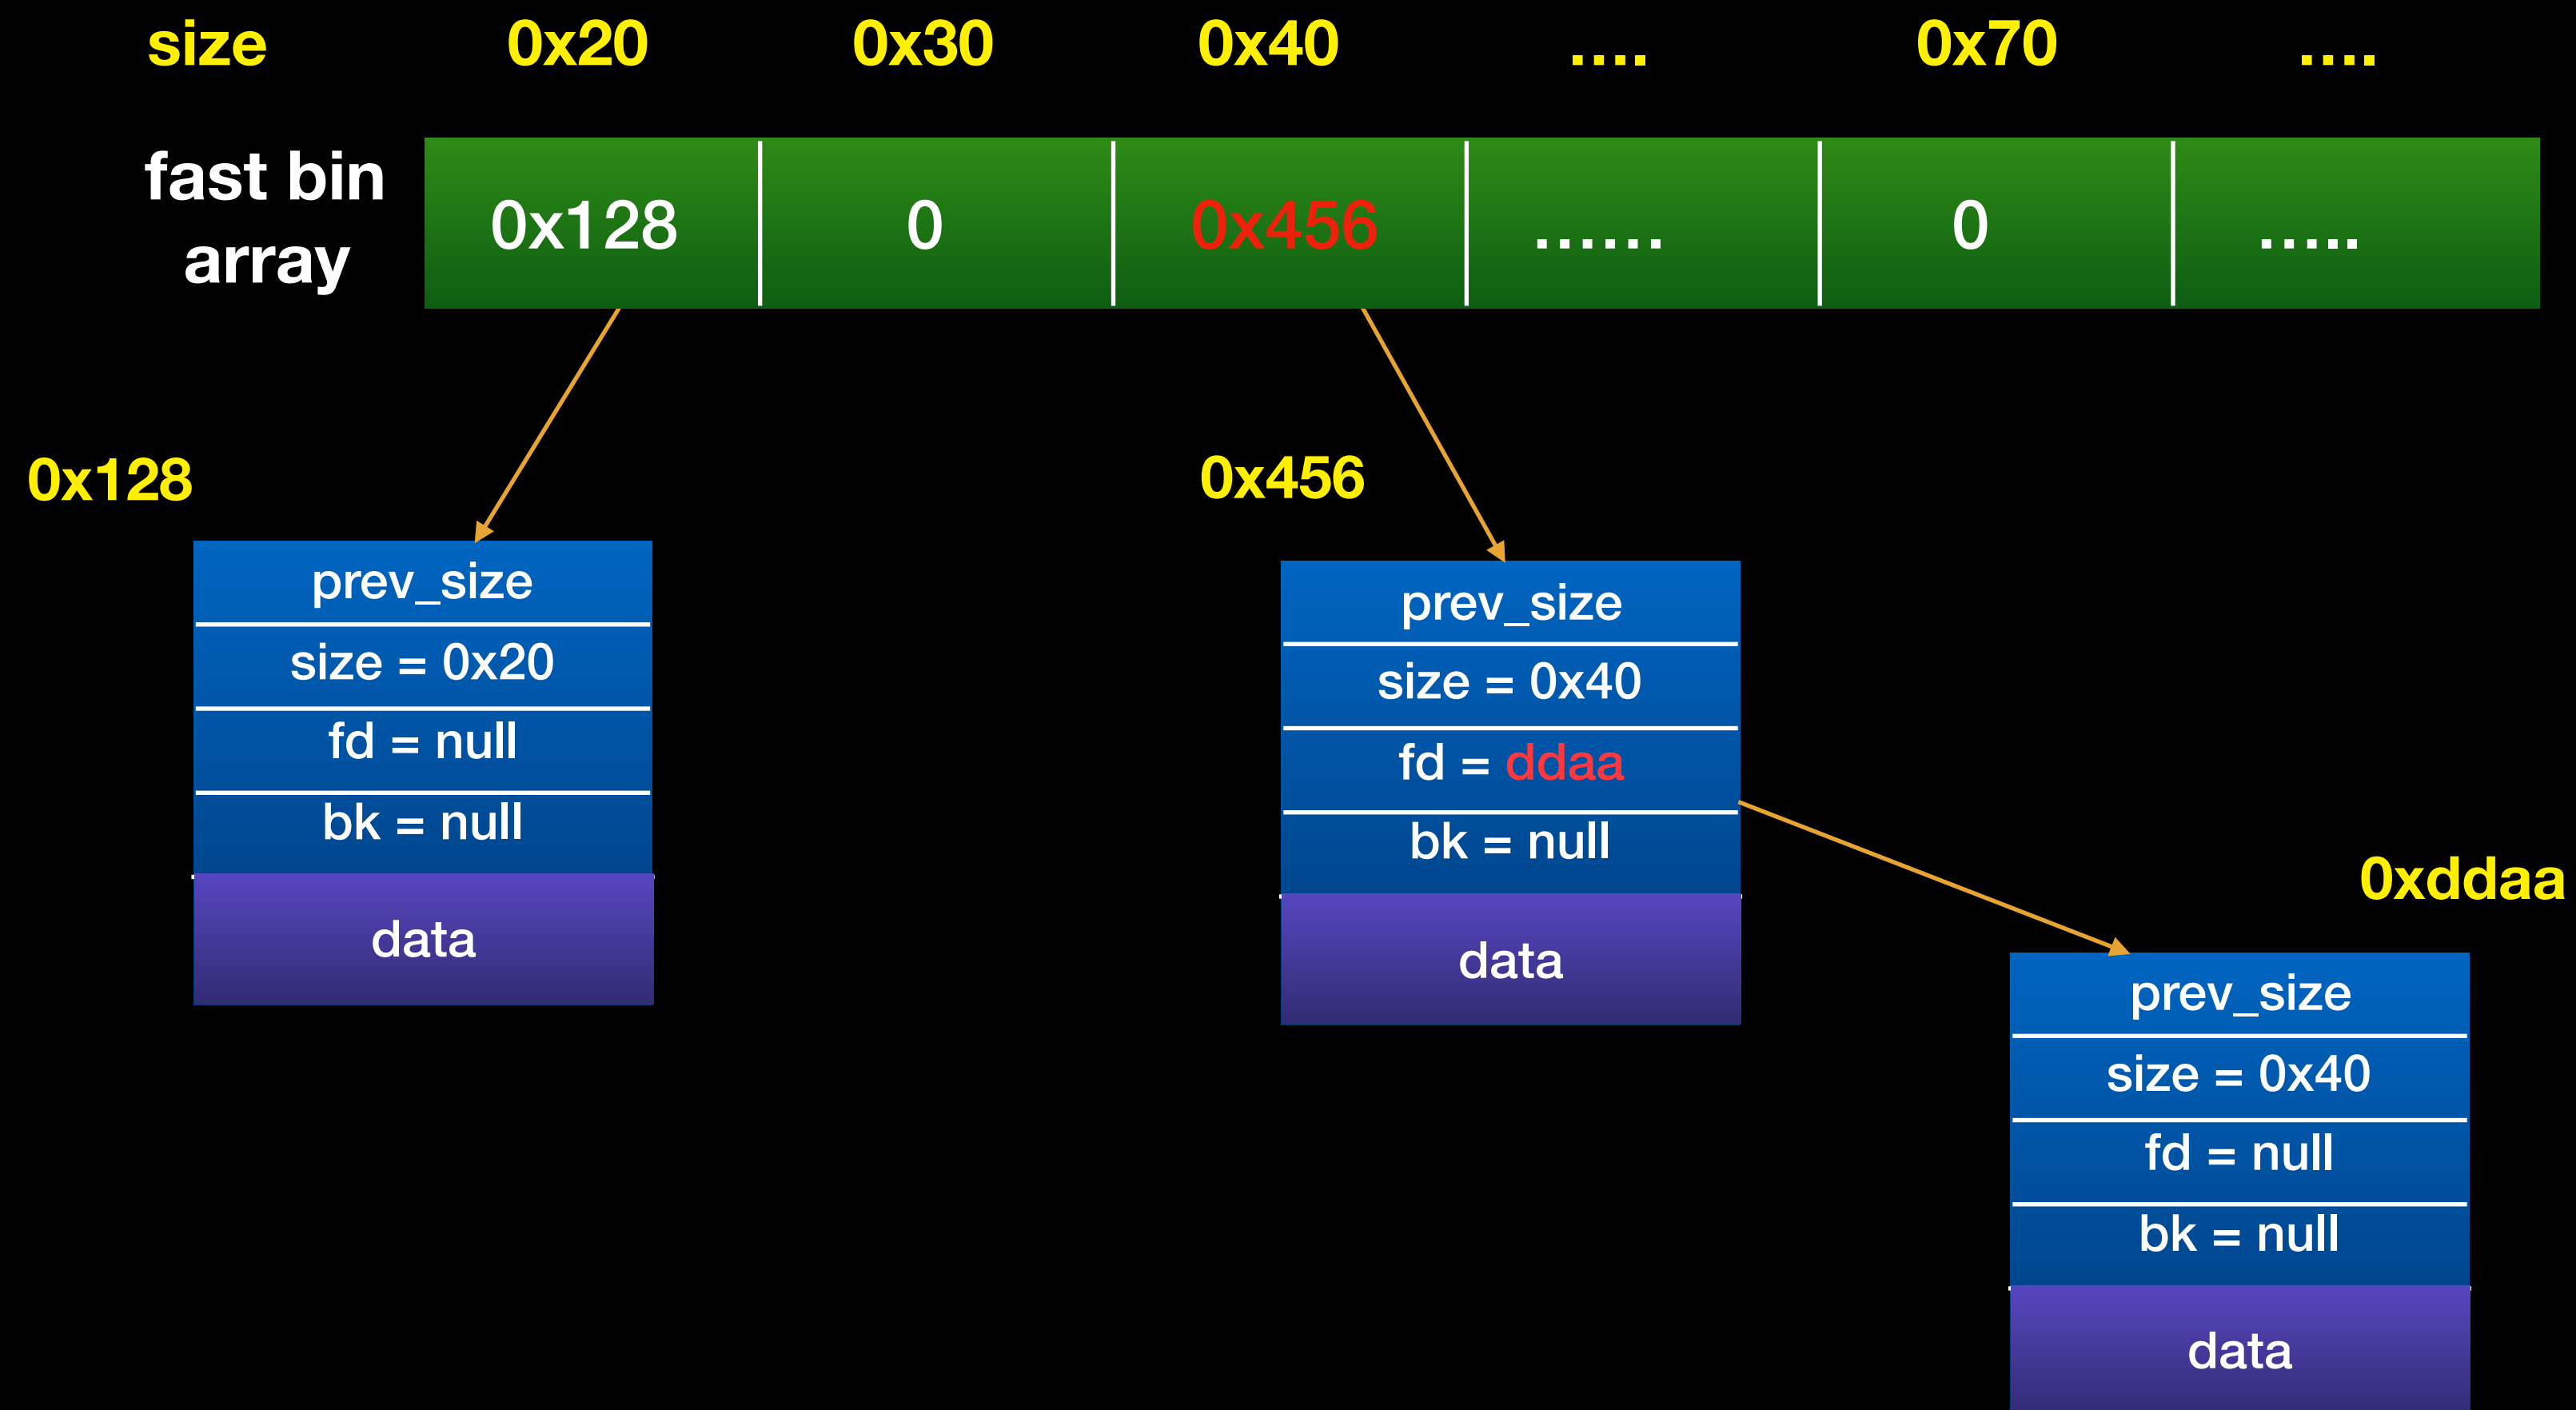 size 0x20 0x30 0x40 .... 0x70 ....
fast bin
array
0x128 0 0x456 ...... 0 .....
0x128
prev_size
size = 0x20
fd = null
bk = null
data
0x456
prev_size
size = 0x40
fd = ddaa
bk = null
data
0xddaa
prev_size
size = 0x40
fd = null
bk = null
data